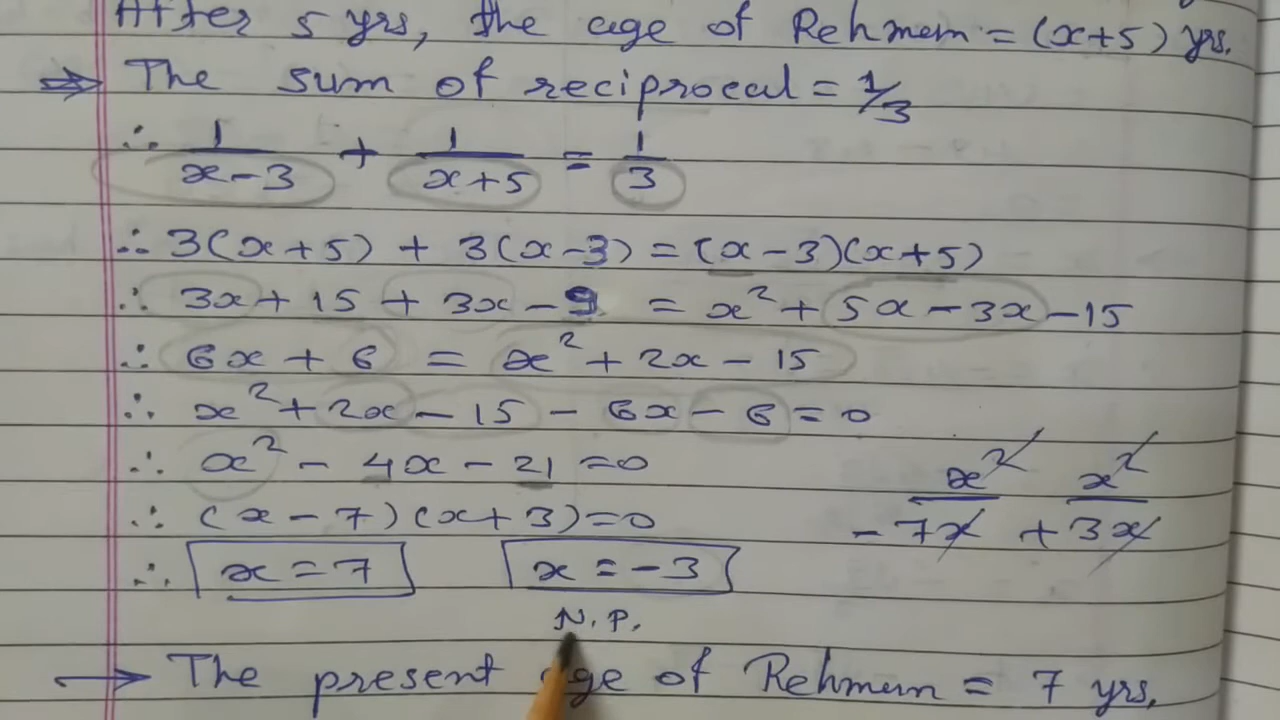 After 5 yrs, the age of Rehmem = (x+5) yrs.
⇒ The sum of reciprocal = 1/3
∴ 1/(x-3) + 1/(x+5) = 1/3
∴ 3(x+5) + 3(x-3) = (x-3)(x+5)
∴ 3x + 15 + 3x - 9 = x² + 5x - 3x - 15
∴ 6x + 6 = x² + 2x - 15
∴ x² + 2x - 15 - 6x - 6 = 0
∴ x² - 4x - 21 = 0
∴ (x-7)(x+3) = 0
x²/-7x x²/+3x
∴ x = 7 x = -3
N.P.
→ The present age of Rehmem = 7 yrs.